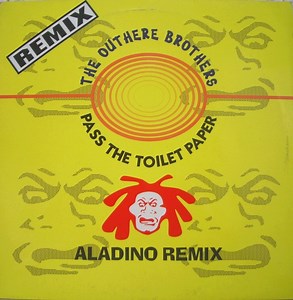 REMIX
THE OUTHERE BROTHERS
PASS THE TOILET PAPER
ALADINO REMIX